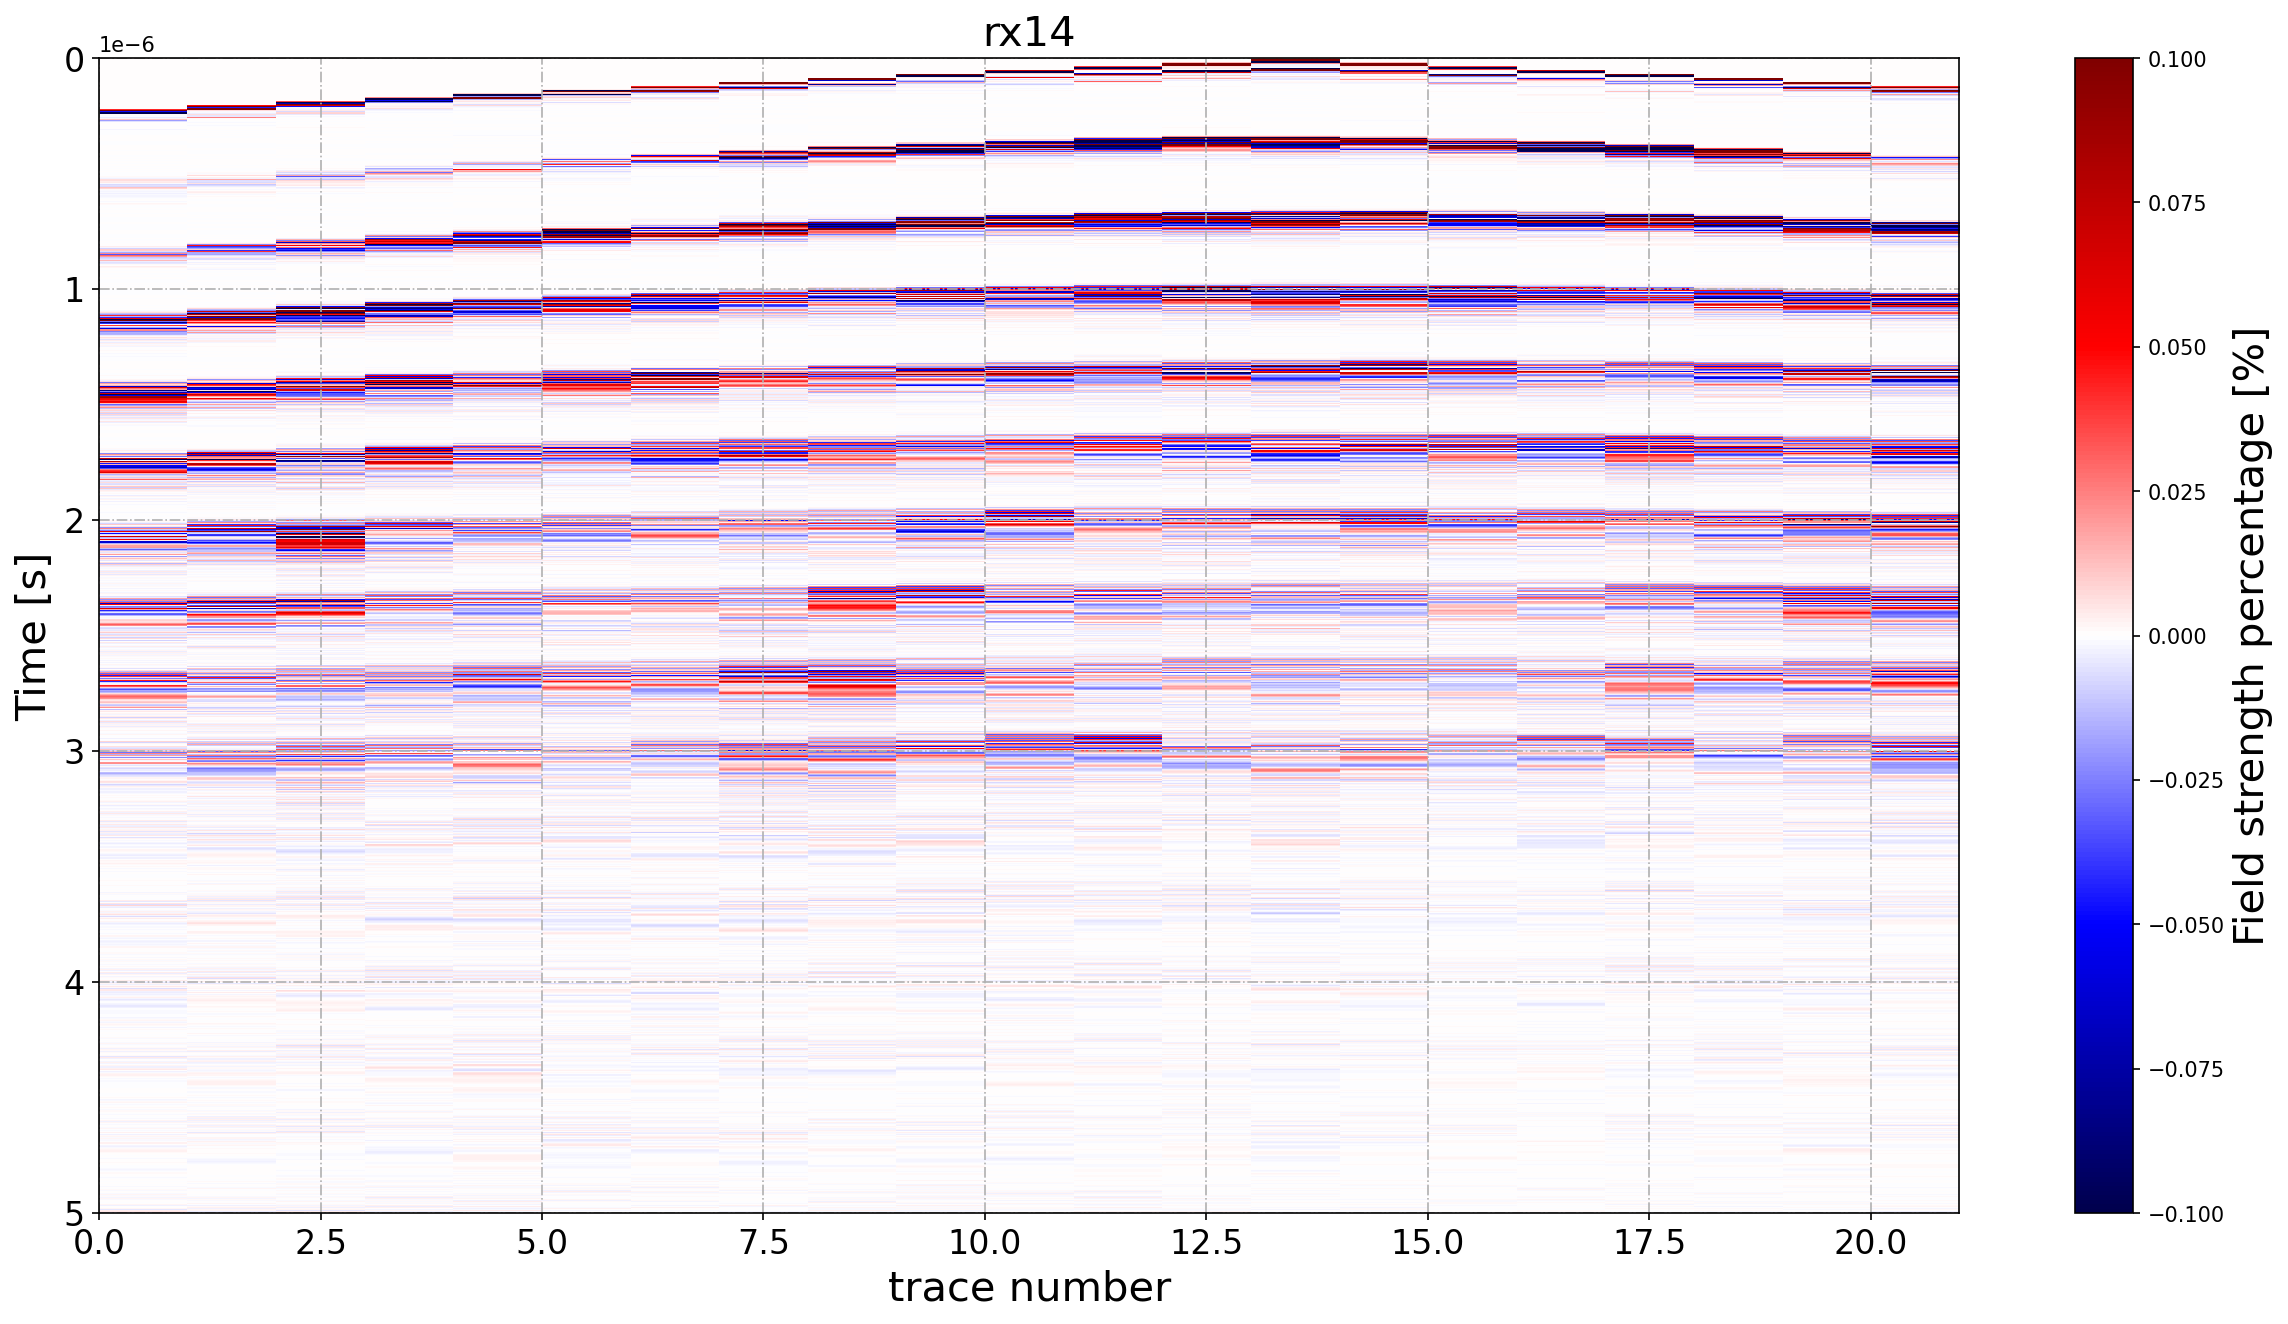 rx14
1e−6
0
1
2
3
4
5
Time [s]
0.0 2.5 5.0 7.5 10.0 12.5 15.0 17.5 20.0
trace number
0.100
0.075
0.050
0.025
0.000
−0.025
−0.050
−0.075
−0.100
Field strength percentage [%]